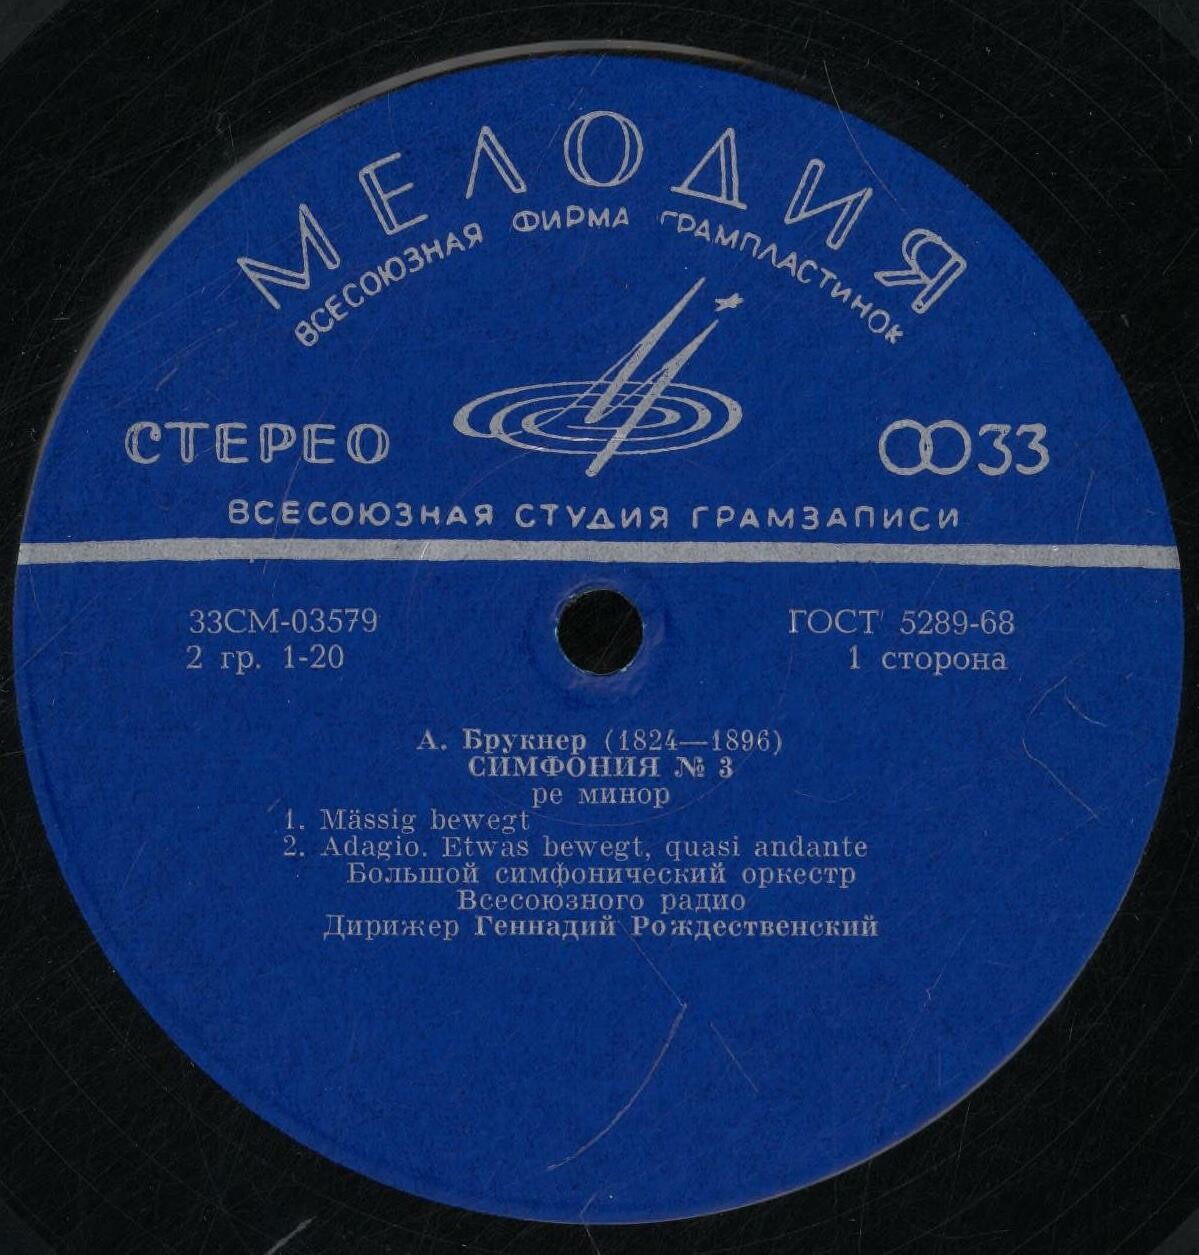 МЕЛОДИЯ
ВСЕСОЮЗНАЯ ФИРМА ГРАМПЛАСТИНОК
СТЕРЕО 33
ВСЕСОЮЗНАЯ СТУДИЯ ГРАМЗАПИСИ
33СМ-03579 ГОСТ 5289-68
2 гр. 1-20 1 сторона
А. Брукнер (1824—1896)
СИМФОНИЯ № 3
ре минор
1. Mässig bewegt
2. Adagio. Etwas bewegt, quasi andante
Большой симфонический оркестр
Всесоюзного радио
Дирижер Геннадий Рождественский